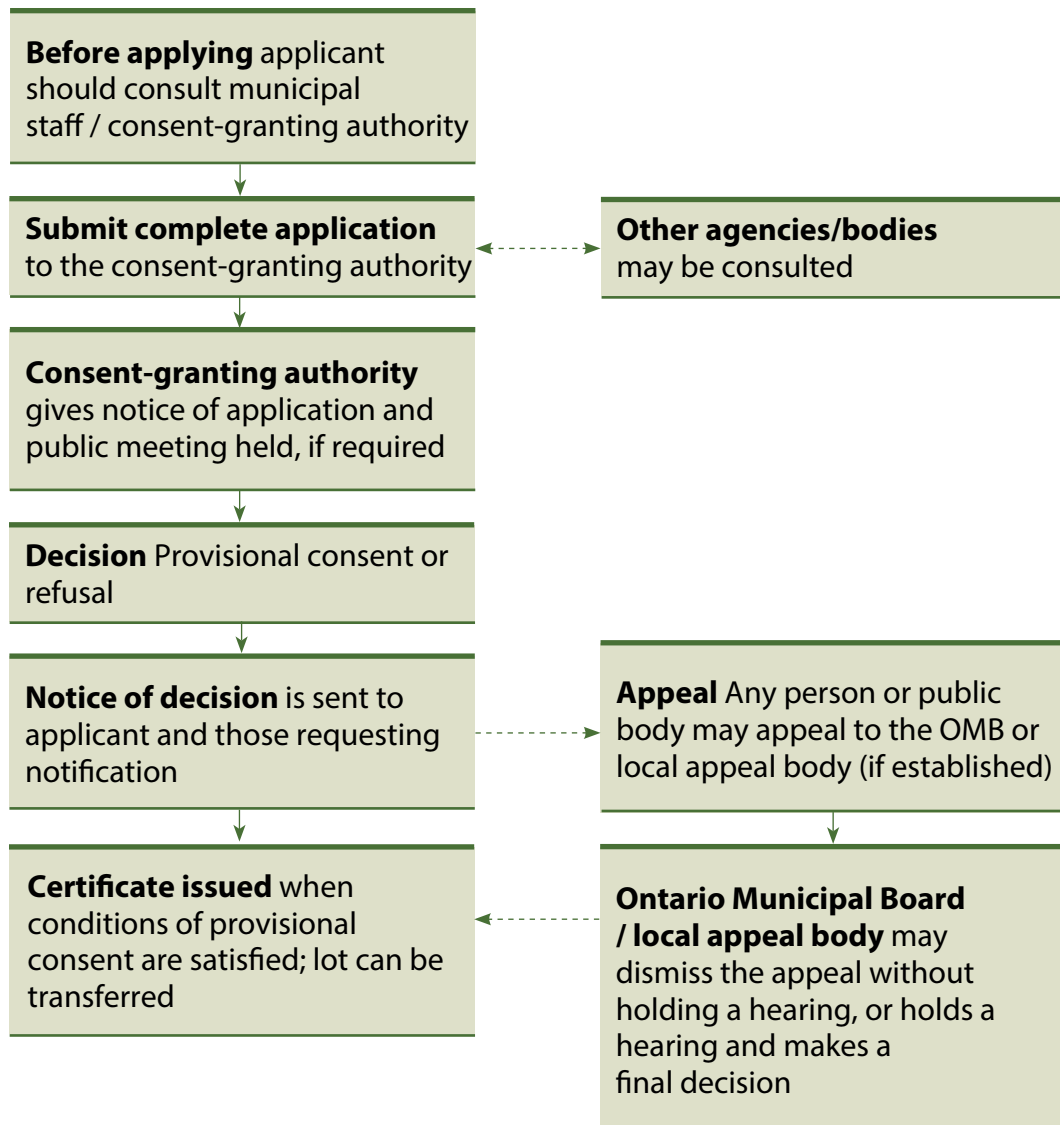 Before applying applicant
should consult municipal
staff / consent-granting authority
Submit complete application
to the consent-granting authority
Other agencies/bodies
may be consulted
Consent-granting authority
gives notice of application and
public meeting held, if required
Decision Provisional consent or
refusal
Notice of decision is sent to
applicant and those requesting
notification
Appeal Any person or public
body may appeal to the OMB or
local appeal body (if established)
Certificate issued when
conditions of provisional
consent are satisfied; lot can be
transferred
Ontario Municipal Board
/ local appeal body may
dismiss the appeal without
holding a hearing, or holds a
hearing and makes a
final decision